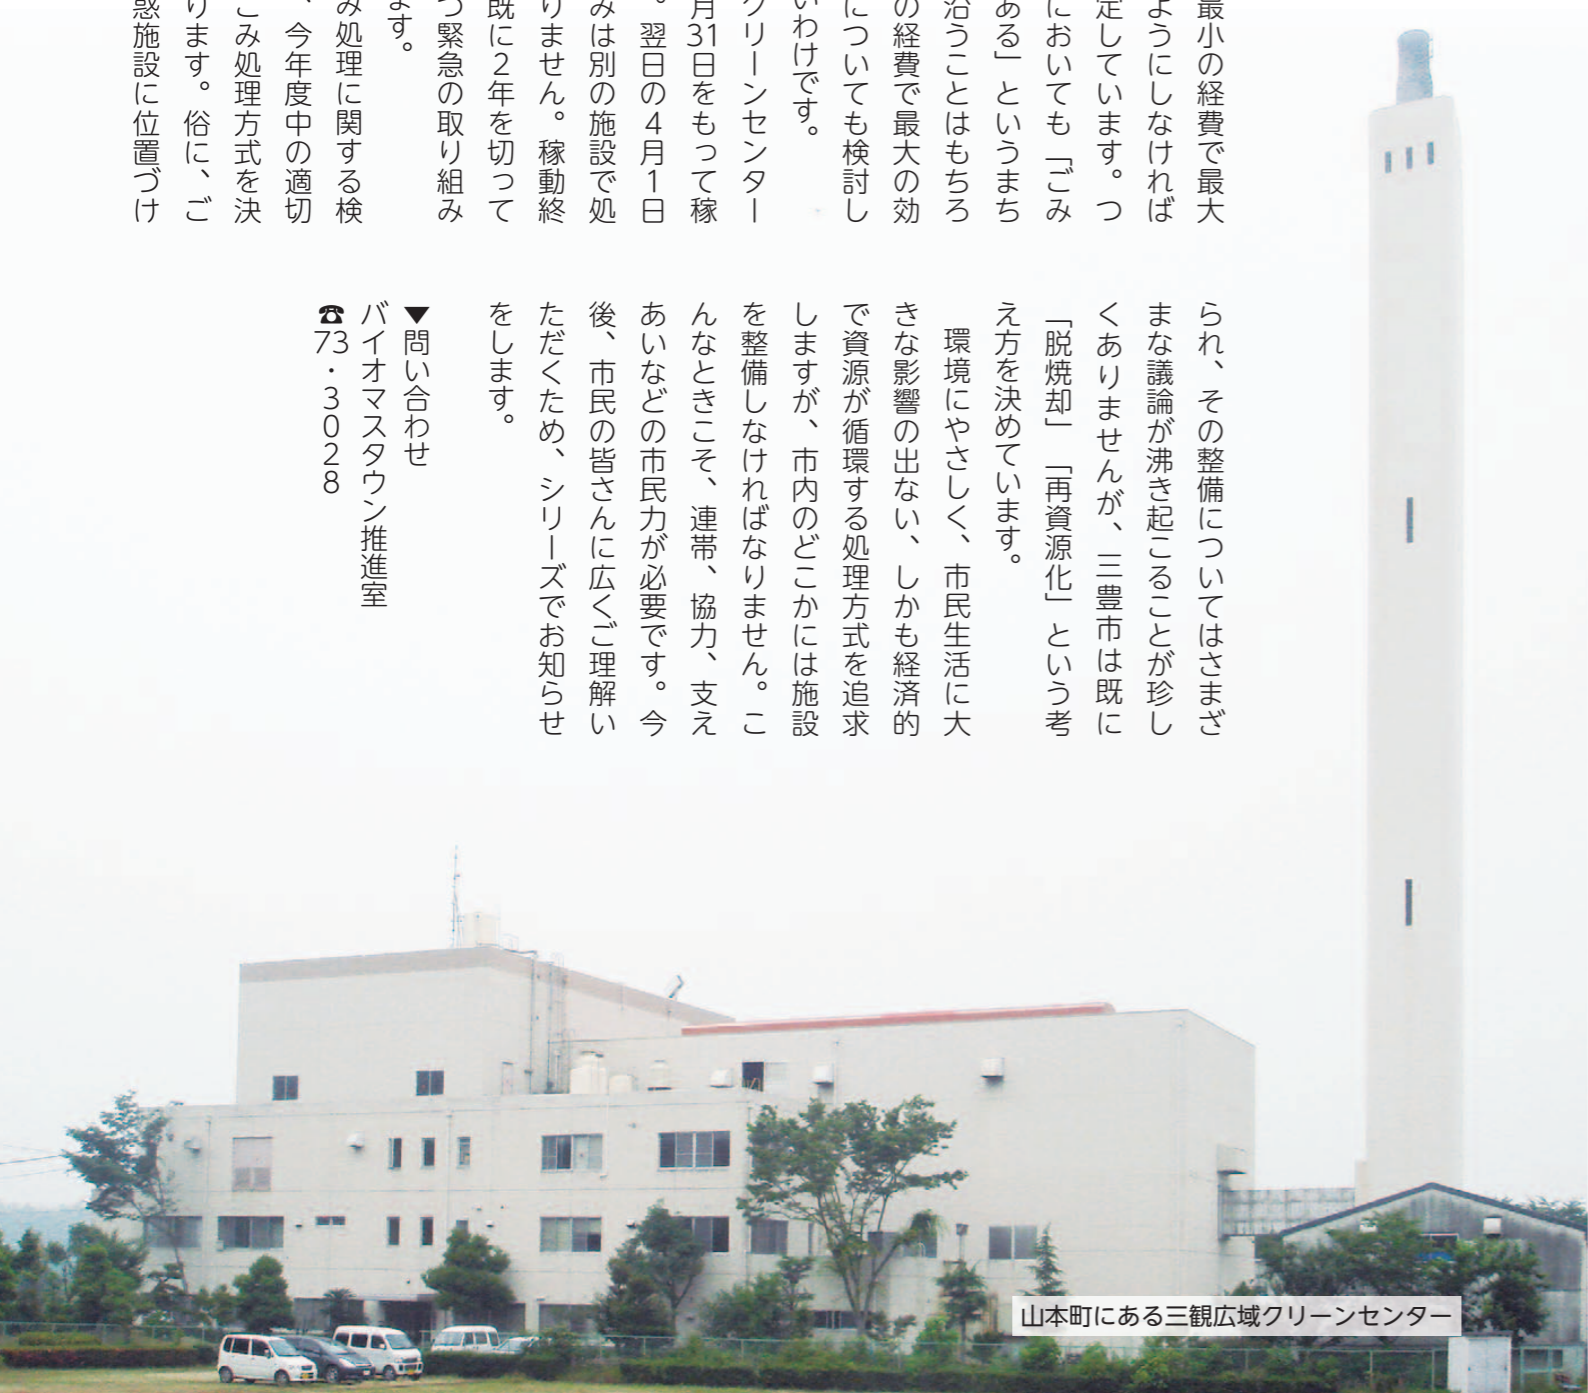 最小の経費で最大
ようにしなければ
定しています。つ
においても「ごみ
ある」というまち
沿うことはもちろ
の経費で最大の効
についても検討し
いわけです。
クリーンセンター
月31日をもって稼
。翌日の4月1日
みは別の施設で処
りません。稼動終
既に2年を切って
つ緊急の取り組み
ます。
み処理に関する検
、今年度中の適切
ごみ処理方式を決
ります。俗に、ご
惑施設に位置づけ
られ、その整備についてはさまざ
まな議論が沸き起こることが珍し
くありませんが、三豊市は既に
「脱焼却」「再資源化」という考
え方を決めています。
環境にやさしく、市民生活に大
きな影響の出ない、しかも経済的
で資源が循環する処理方式を追求
しますが、市内のどこかには施設
を整備しなければなりません。こ
んなときこそ、連帯、協力、支え
あいなどの市民力が必要です。今
後、市民の皆さんに広くご理解い
ただくため、シリーズでお知らせ
をします。
▼問い合わせ
バイオマスタウン推進室
☎73・3028
山本町にある三観広域クリーンセンター